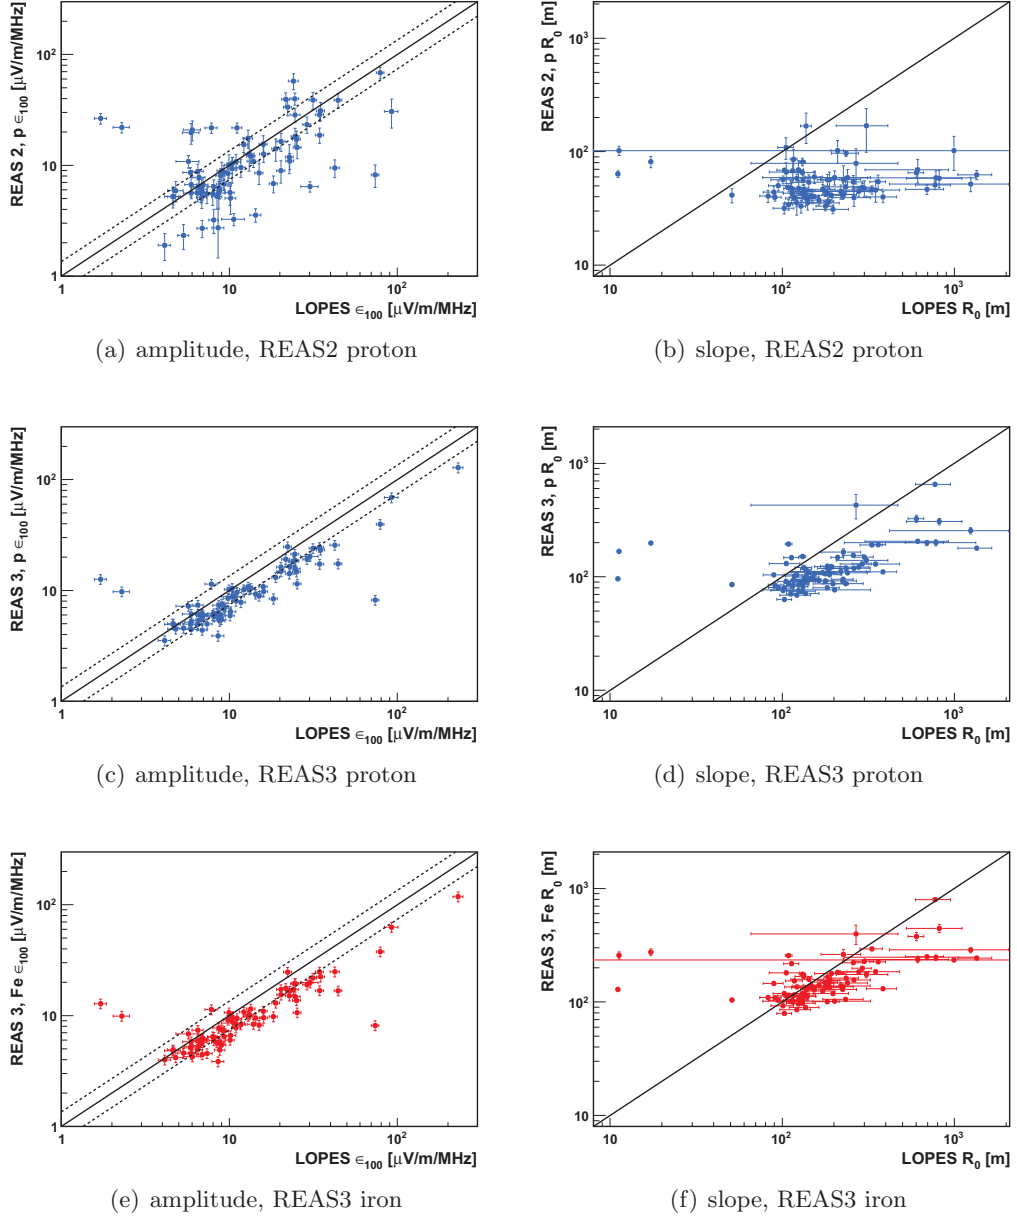 REAS 2, p ϵ₁₀₀ [μV/m/MHz]
10²
10
1
1 10 10²
LOPES ϵ₁₀₀ [μV/m/MHz]
(a) amplitude, REAS2 proton
REAS 2, p R₀ [m]
10³
10²
10
10 10² 10³
LOPES R₀ [m]
(b) slope, REAS2 proton
REAS 3, p ϵ₁₀₀ [μV/m/MHz]
10²
10
1
1 10 10²
LOPES ϵ₁₀₀ [μV/m/MHz]
(c) amplitude, REAS3 proton
REAS 3, p R₀ [m]
10³
10²
10
10 10² 10³
LOPES R₀ [m]
(d) slope, REAS3 proton
REAS 3, Fe ϵ₁₀₀ [μV/m/MHz]
10²
10
1
1 10 10²
LOPES ϵ₁₀₀ [μV/m/MHz]
(e) amplitude, REAS3 iron
REAS 3, Fe R₀ [m]
10³
10²
10
10 10² 10³
LOPES R₀ [m]
(f) slope, REAS3 iron